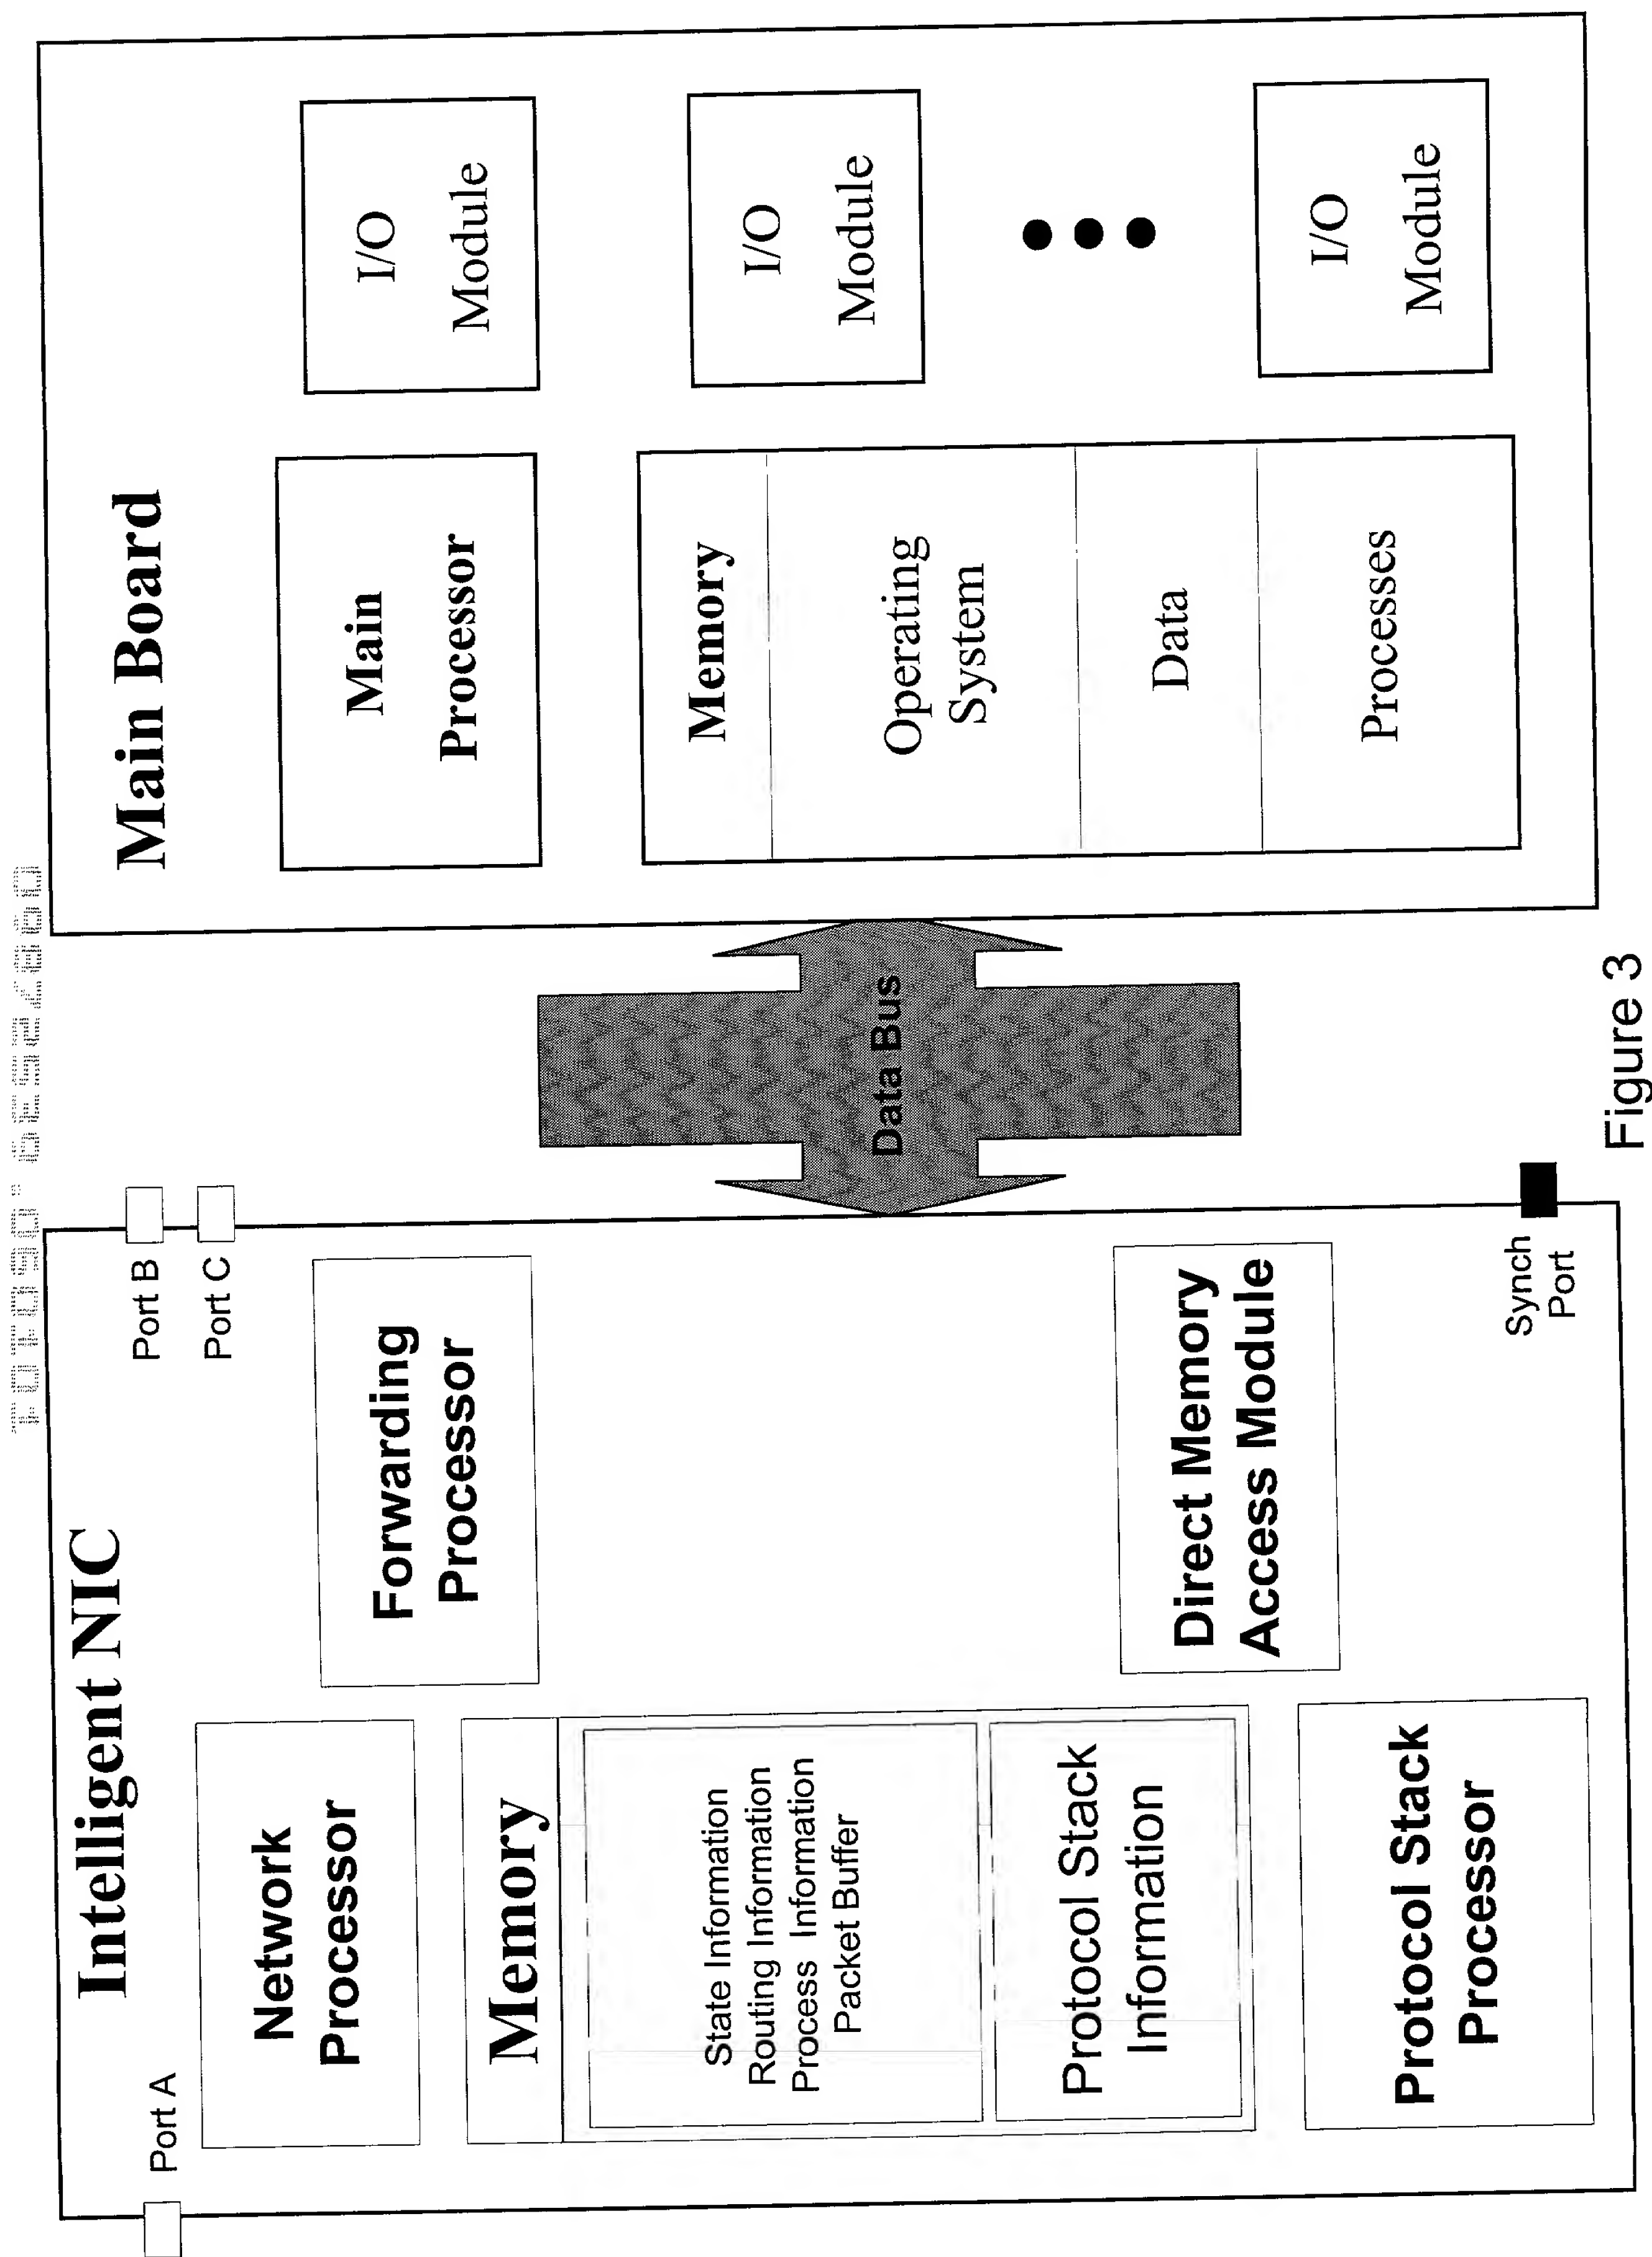 Intelligent NIC
Port A
Port B
Port C
Network
Processor
Forwarding
Processor
Memory
State Information
Routing Information
Process Information
Packet Buffer
Protocol Stack
Information
Direct Memory
Access Module
Protocol Stack
Processor
Synch
Port
Data Bus
Main Board
Main
Processor
I/O
Module
Memory
Operating
System
Data
Processes
I/O
Module
I/O
Module
Figure 3